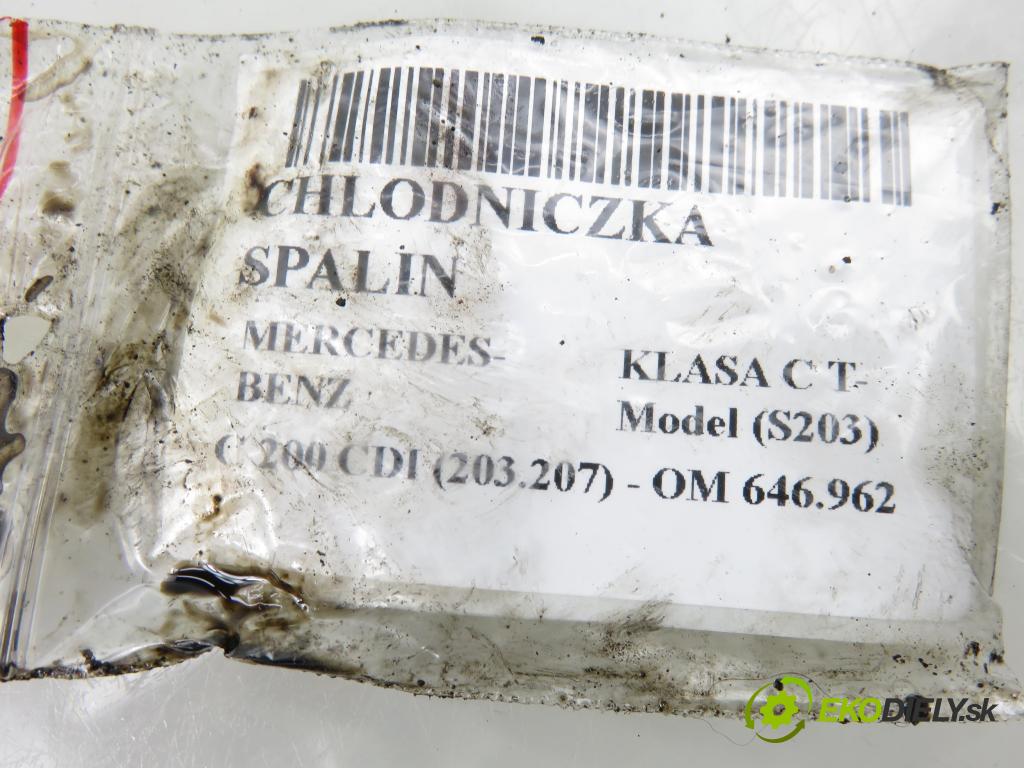 CHLODNICZKA
SPALIN
MERCEDES-
BENZ
KLASA C T-
Model (S203)
C 200 CDI (203.207) - OM 646.962
EKODIELY.sk